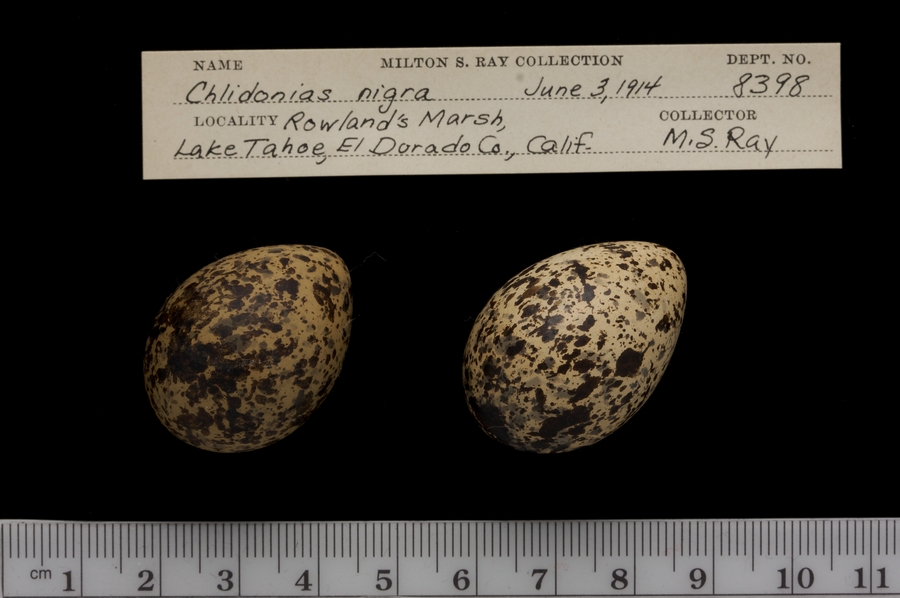 NAME MILTON S. RAY COLLECTION DEPT. NO.
Chlidonias nigra June 3, 1914 8398
LOCALITY Rowland's Marsh, COLLECTOR
Lake Tahoe, El Dorado Co., Calif. M.S. Ray
cm 1 2 3 4 5 6 7 8 9 10 11